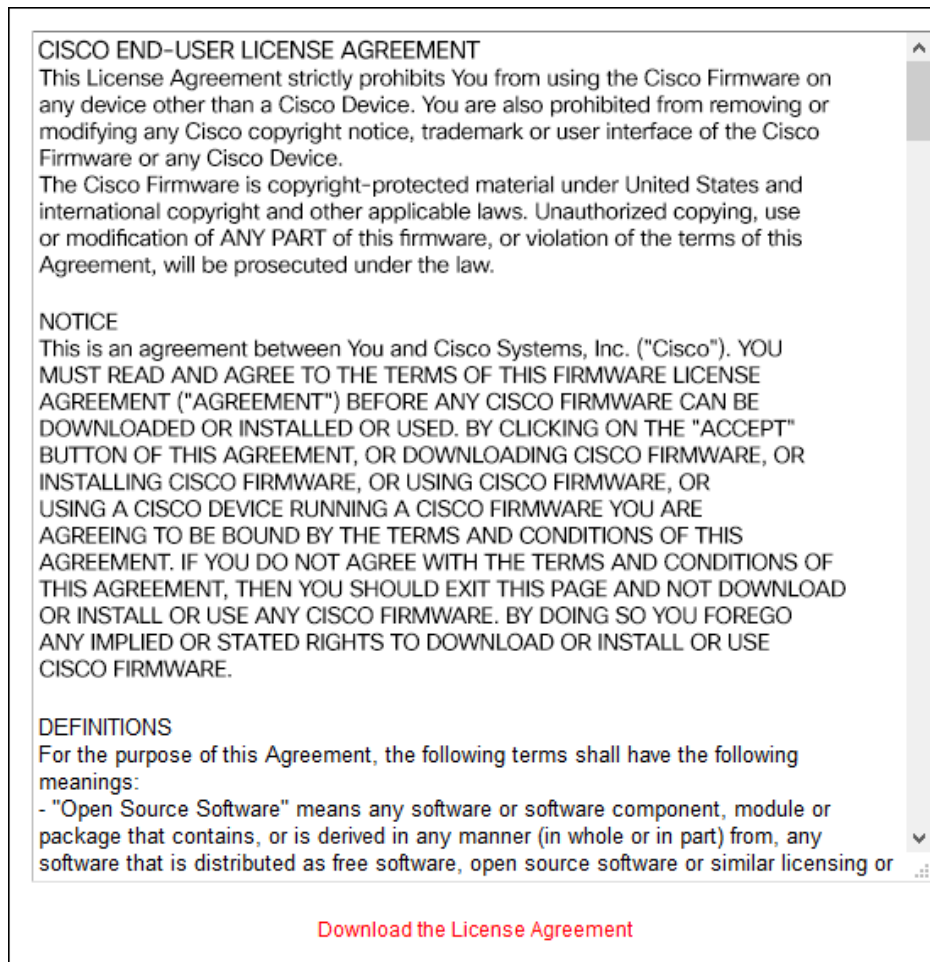 CISCO END-USER LICENSE AGREEMENT
This License Agreement strictly prohibits You from using the Cisco Firmware on
any device other than a Cisco Device. You are also prohibited from removing or
modifying any Cisco copyright notice, trademark or user interface of the Cisco
Firmware or any Cisco Device.
The Cisco Firmware is copyright-protected material under United States and
international copyright and other applicable laws. Unauthorized copying, use
or modification of ANY PART of this firmware, or violation of the terms of this
Agreement, will be prosecuted under the law.

NOTICE
This is an agreement between You and Cisco Systems, Inc. ("Cisco"). YOU
MUST READ AND AGREE TO THE TERMS OF THIS FIRMWARE LICENSE
AGREEMENT ("AGREEMENT") BEFORE ANY CISCO FIRMWARE CAN BE
DOWNLOADED OR INSTALLED OR USED. BY CLICKING ON THE "ACCEPT"
BUTTON OF THIS AGREEMENT, OR DOWNLOADING CISCO FIRMWARE, OR
INSTALLING CISCO FIRMWARE, OR USING CISCO FIRMWARE, OR
USING A CISCO DEVICE RUNNING A CISCO FIRMWARE YOU ARE
AGREEING TO BE BOUND BY THE TERMS AND CONDITIONS OF THIS
AGREEMENT. IF YOU DO NOT AGREE WITH THE TERMS AND CONDITIONS OF
THIS AGREEMENT, THEN YOU SHOULD EXIT THIS PAGE AND NOT DOWNLOAD
OR INSTALL OR USE ANY CISCO FIRMWARE. BY DOING SO YOU FOREGO
ANY IMPLIED OR STATED RIGHTS TO DOWNLOAD OR INSTALL OR USE
CISCO FIRMWARE.

DEFINITIONS
For the purpose of this Agreement, the following terms shall have the following
meanings:
- "Open Source Software" means any software or software component, module or
package that contains, or is derived in any manner (in whole or in part) from, any
software that is distributed as free software, open source software or similar licensing or

Download the License Agreement